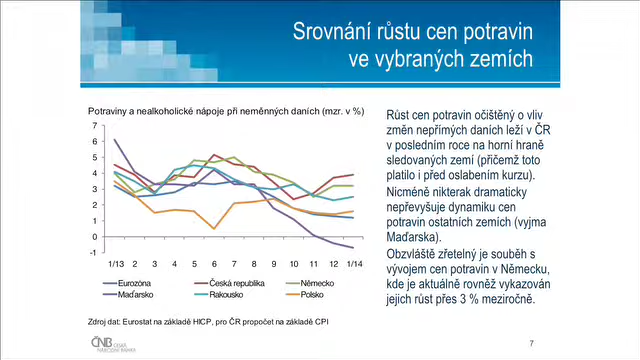 Srovnání růstu cen potravin
ve vybraných zemích
Potraviny a nealkoholické nápoje při neměnných daních (mzr. v %)
7
6
5
4
3
2
1
0
-1
1/13 2 3 4 5 6 7 8 9 10 11 12 1/14
Eurozóna Česká republika Německo
Maďarsko Rakousko Polsko
Zdroj dat: Eurostat na základě HICP, pro ČR propočet na základě CPI
Růst cen potravin očištěný o vliv
změn nepřímých daních leží v ČR
v posledním roce na horní hraně
sledovaných zemí (přičemž toto
platilo i před oslabením kurzu).
Nicméně nikterak dramaticky
nepřevyšuje dynamiku cen
potravin ostatních zemích (vyjma
Maďarska).
Obzvláště zřetelný je souběh s
vývojem cen potravin v Německu,
kde je aktuálně rovněž vykazován
jejich růst přes 3 % meziročně.
ČNB ČESKÁ
NÁRODNÍ BANKA
7